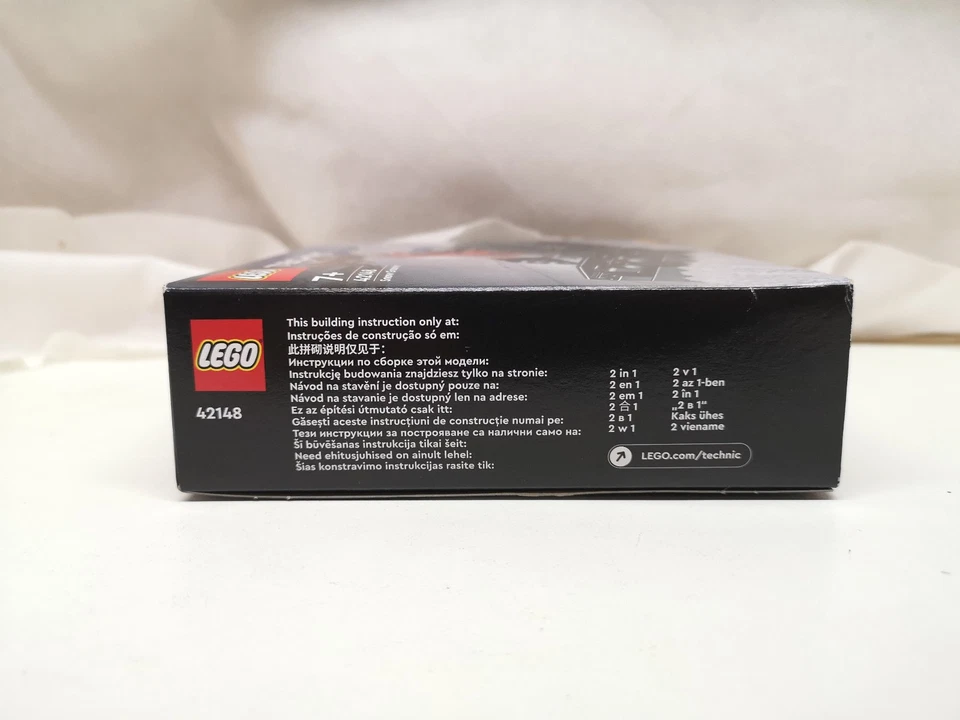 LEGO
7+
42148
LEGO
42148
This building instruction only at:
Instruções de construção só em:
此拼砌说明仅见于：
Инструкции по сборке этой модели:
Instrukcję budowania znajdziesz tylko na stronie:
Návod na stavění je dostupný pouze na:
Návod na stavanie je dostupný len na adrese:
Ez az építési útmutató csak itt:
Găsești aceste instrucțiuni de construcție numai pe:
Тези инструкции за построяване са налични само на:
Šī būvēšanas instrukcija tikai šeit:
Need ehitusjuhised on ainult lehel:
Šias konstravimo instrukcijas rasite tik:
2 in 1
2 en 1
2 em 1
2 合 1
2 в 1
2 w 1
2 v 1
2 az 1-ben
2 in 1
„2 в 1“
Kaks ühes
2 viename
LEGO.com/technic